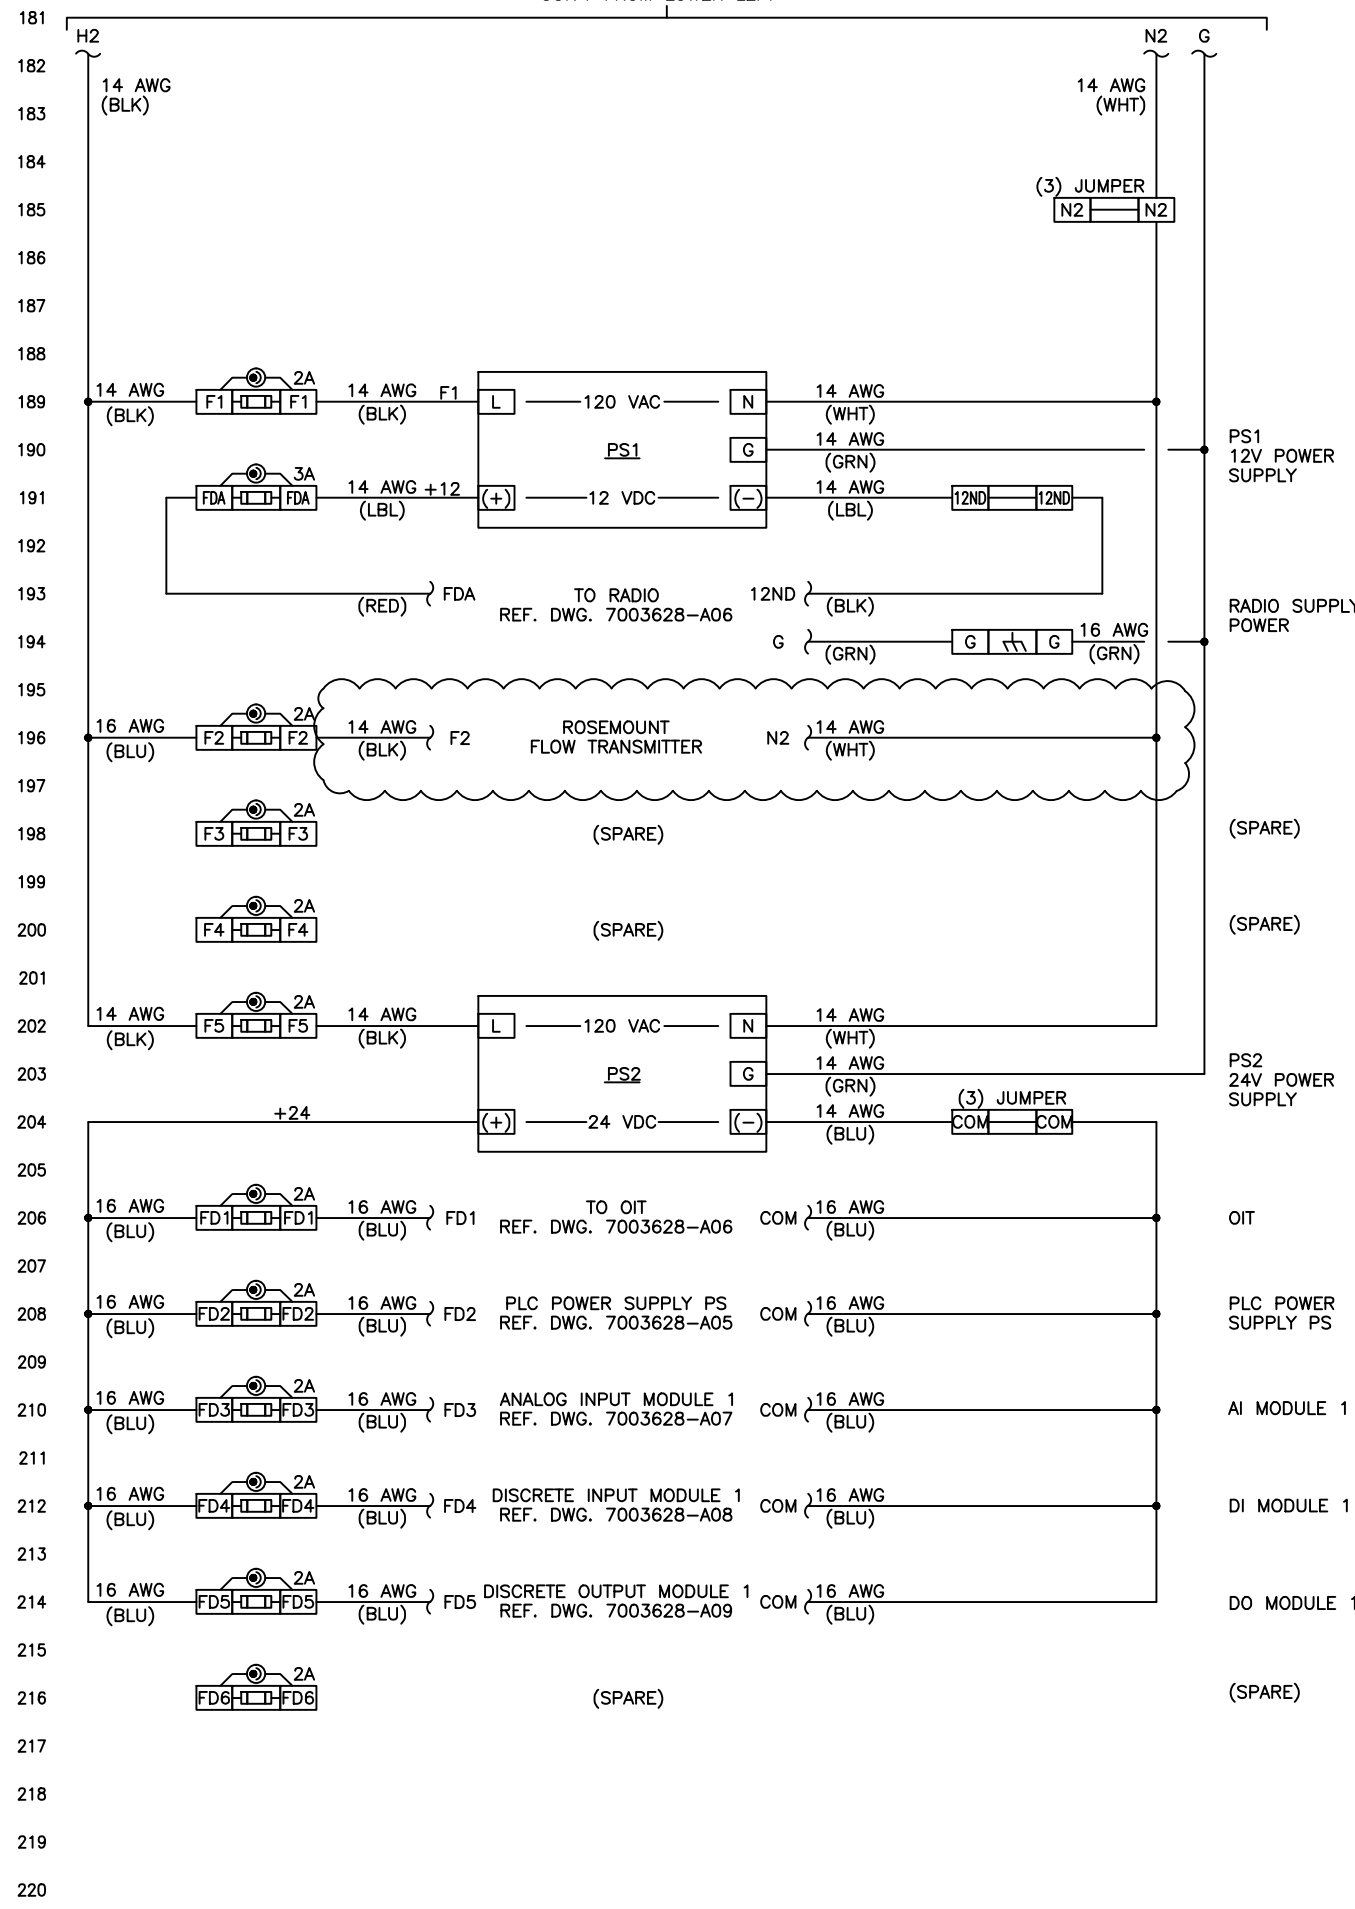 181
H2 N2 G
182
14 AWG 14 AWG
(BLK) (WHT)
183
184
(3) JUMPER
185 N2 N2
186
187
188
2A
14 AWG 14 AWG F1 14 AWG
189 F1 F1 L 120 VAC N
(BLK) (BLK) (WHT)
14 AWG
190 PS1 G
(GRN)
PS1
12V POWER
SUPPLY
3A
14 AWG +12 14 AWG
191 FDA FDA (+) 12 VDC (-) 12ND 12ND
(LBL) (LBL)
192
193 FDA TO RADIO 12ND
(RED) REF. DWG. 7003628-A06 (BLK)
RADIO SUPPLY
POWER
16 AWG
194 G G G
(GRN) (GRN)
195
2A
16 AWG 14 AWG ROSEMOUNT 14 AWG
196 F2 F2 F2 FLOW TRANSMITTER N2
(BLU) (BLK) (WHT)
197
2A
198 F3 F3 (SPARE) (SPARE)
199
2A
200 F4 F4 (SPARE) (SPARE)
201
2A
14 AWG 14 AWG 14 AWG
202 F5 F5 L 120 VAC N
(BLK) (BLK) (WHT)
14 AWG
203 PS2 G
(GRN)
PS2
24V POWER
SUPPLY
(3) JUMPER
+24 14 AWG
204 (+) 24 VDC (-) COM COM
(BLU)
205
2A
16 AWG 16 AWG TO OIT 16 AWG
206 FD1 FD1 FD1 REF. DWG. 7003628-A06 COM OIT
(BLU) (BLU) (BLU)
207
2A
16 AWG 16 AWG PLC POWER SUPPLY PS 16 AWG PLC POWER
208 FD2 FD2 FD2 REF. DWG. 7003628-A05 COM SUPPLY PS
(BLU) (BLU) (BLU)
209
2A
16 AWG 16 AWG ANALOG INPUT MODULE 1 16 AWG
210 FD3 FD3 FD3 REF. DWG. 7003628-A07 COM AI MODULE 1
(BLU) (BLU) (BLU)
211
2A
16 AWG 16 AWG DISCRETE INPUT MODULE 1 16 AWG
212 FD4 FD4 FD4 REF. DWG. 7003628-A08 COM DI MODULE 1
(BLU) (BLU) (BLU)
213
2A
16 AWG 16 AWG DISCRETE OUTPUT MODULE 1 16 AWG
214 FD5 FD5 FD5 REF. DWG. 7003628-A09 COM DO MODULE 1
(BLU) (BLU) (BLU)
215
2A
216 FD6 FD6 (SPARE) (SPARE)
217
218
219
220